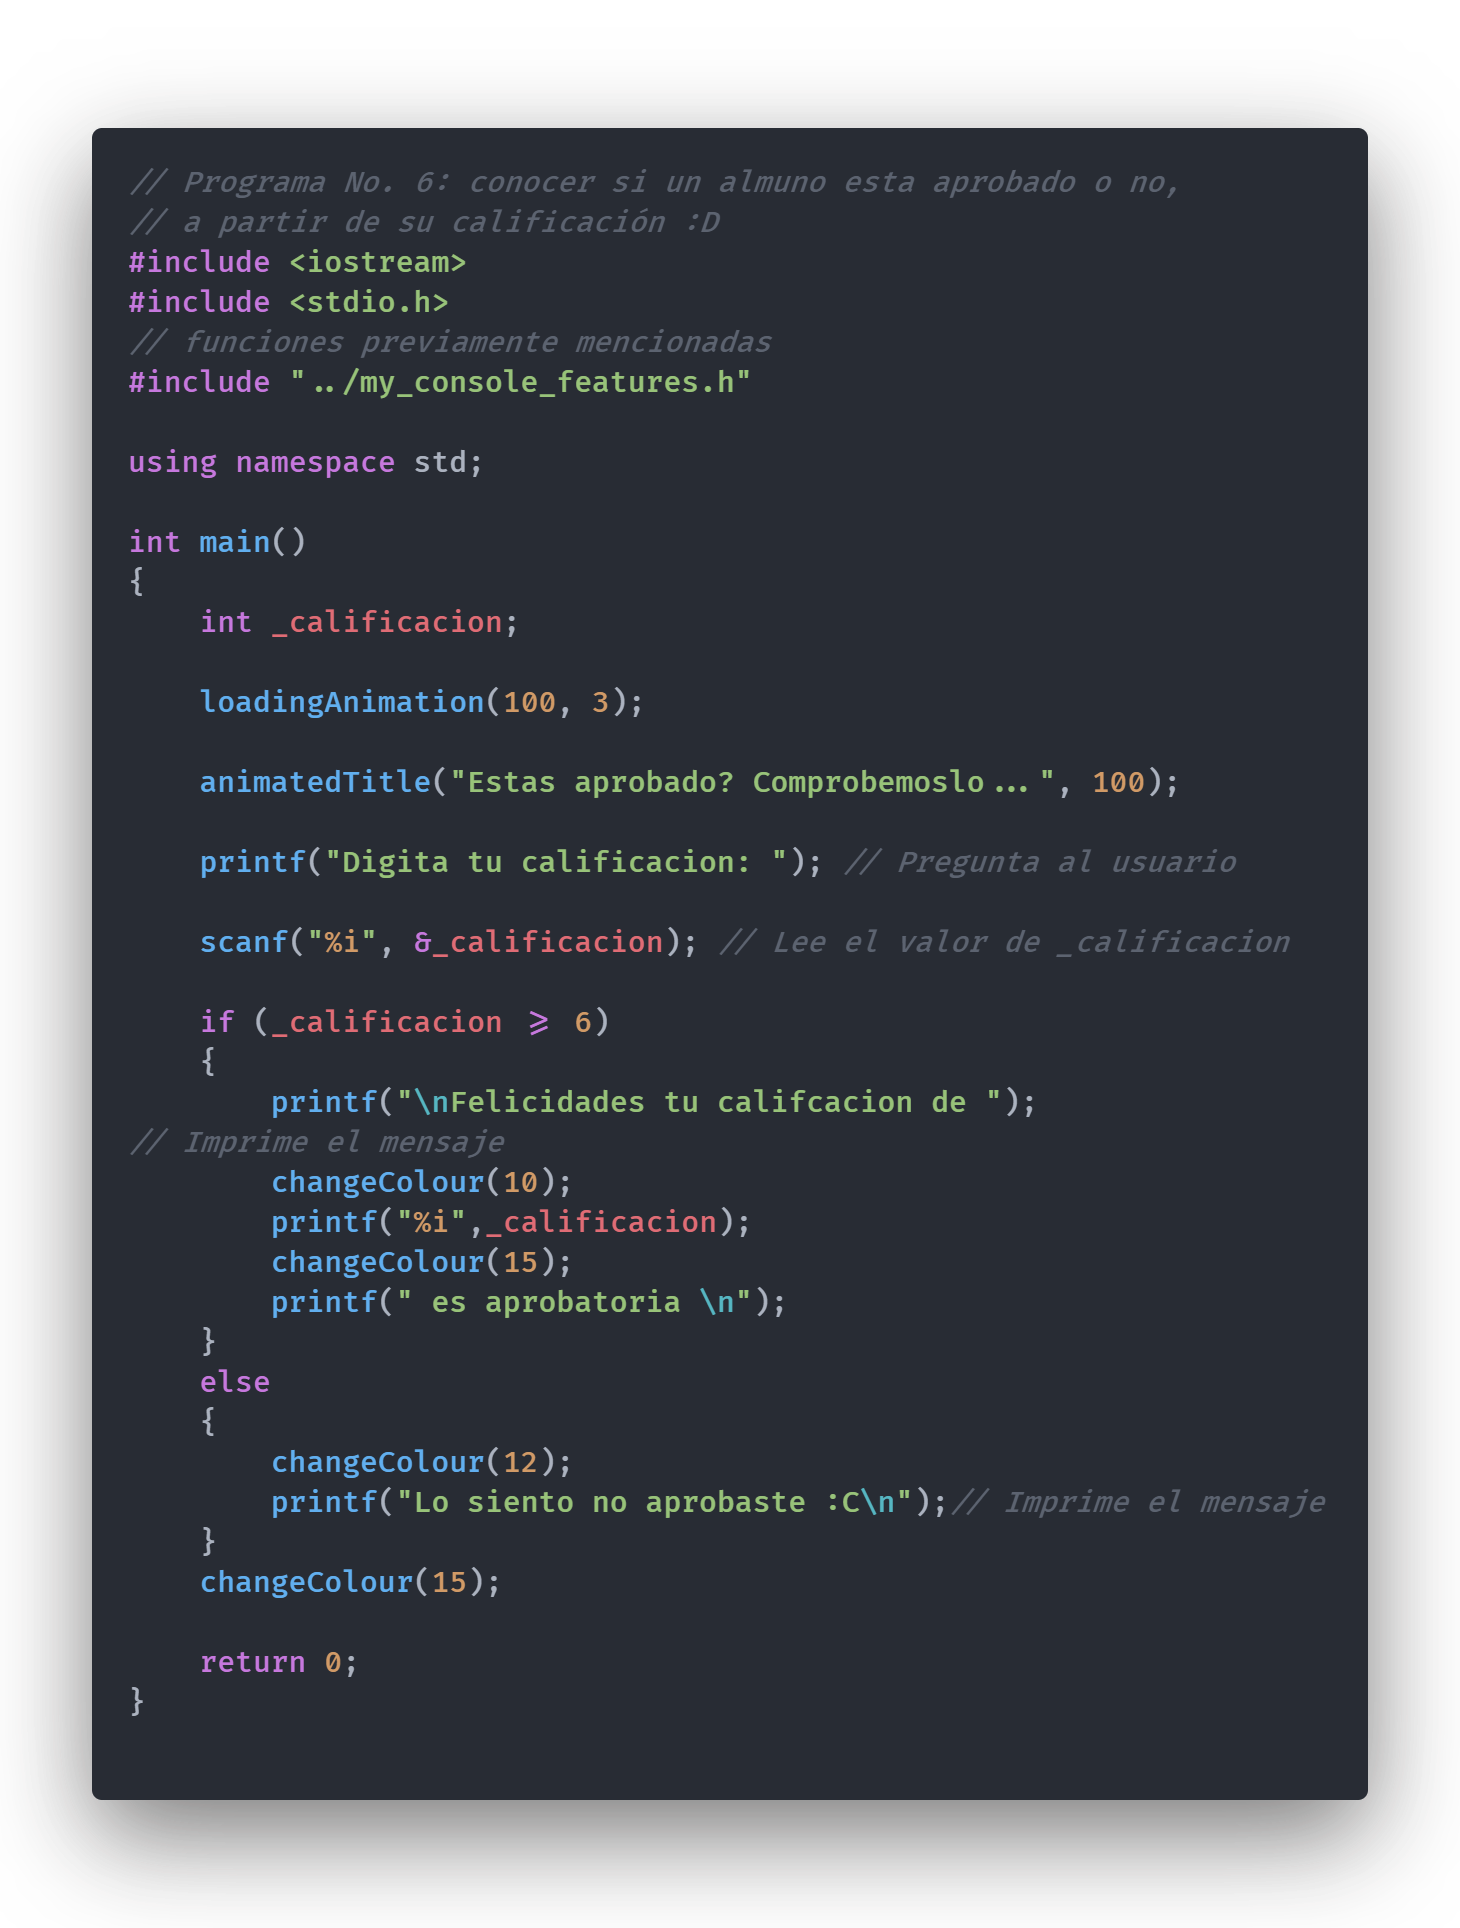 // Programa No. 6: conocer si un almuno esta aprobado o no,
// a partir de su calificación :D
#include <iostream>
#include <stdio.h>
// funciones previamente mencionadas
#include "../my_console_features.h"
using namespace std;
int main()
{
int _calificacion;
loadingAnimation(100, 3);
animatedTitle("Estas aprobado? Comprobemoslo...", 100);
printf("Digita tu calificacion: "); // Pregunta al usuario
scanf("%i", &_calificacion); // Lee el valor de _calificacion
if (_calificacion >= 6)
{
printf("\nFelicidades tu califcacion de ");
// Imprime el mensaje
changeColour(10);
printf("%i",_calificacion);
changeColour(15);
printf(" es aprobatoria \n");
}
else
{
changeColour(12);
printf("Lo siento no aprobaste :C\n");// Imprime el mensaje
}
changeColour(15);
return 0;
}